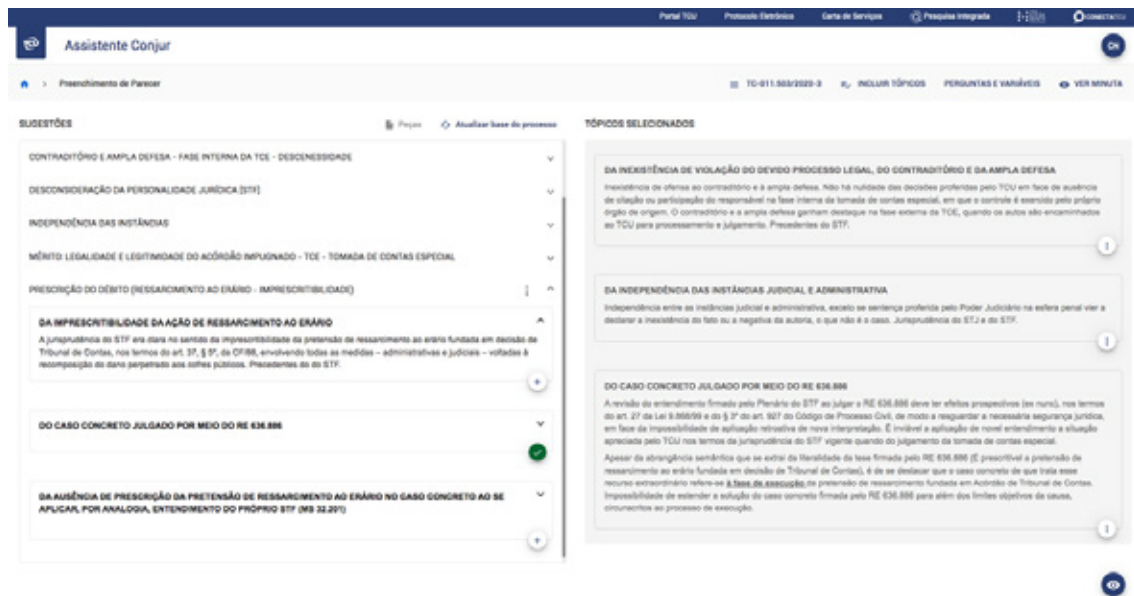 Portal TCU Protocolo Eletrônico Carta de Serviços Pesquisa Integrada CONECTATCU
Assistente Conjur CH
> Preenchimento de Parecer TC-011.503/2020-3 INCLUIR TÓPICOS PERGUNTAS E VARIÁVEIS VER MINUTA
SUGESTÕES Peças Atualizar base do processo
CONTRADITÓRIO E AMPLA DEFESA - FASE INTERNA DA TCE - DESCENESSIDADE
DESCONSIDERAÇÃO DA PERSONALIDADE JURÍDICA [STF]
INDEPENDÊNCIA DAS INSTÂNCIAS
MÉRITO: LEGALIDADE E LEGITIMIDADE DO ACÓRDÃO IMPUGNADO - TCE - TOMADA DE CONTAS ESPECIAL
PRESCRIÇÃO DO DÉBITO (RESSARCIMENTO AO ERÁRIO - IMPRESCRITIBILIDADE)
DA IMPRESCRITIBILIDADE DA AÇÃO DE RESSARCIMENTO AO ERÁRIO
A jurisprudência do STF era clara no sentido da imprescritibilidade da pretensão de ressarcimento ao erário fundada em decisão de
Tribunal de Contas, nos termos do art. 37, § 5º, da CF/88, envolvendo todas as medidas – administrativas e judiciais – voltadas à
recomposição do dano perpetrado aos cofres públicos. Precedentes do do STF.
DO CASO CONCRETO JULGADO POR MEIO DO RE 636.886
DA AUSÊNCIA DE PRESCRIÇÃO DA PRETENSÃO DE RESSARCIMENTO AO ERÁRIO NO CASO CONCRETO AO SE
APLICAR, POR ANALOGIA, ENTENDIMENTO DO PRÓPRIO STF (MS 32.201)
TÓPICOS SELECIONADOS
DA INEXISTÊNCIA DE VIOLAÇÃO DO DEVIDO PROCESSO LEGAL, DO CONTRADITÓRIO E DA AMPLA DEFESA
Inexistência de ofensa ao contraditório e à ampla defesa. Não há nulidade das decisões proferidas pelo TCU em face de ausência
de citação ou participação do responsável na fase interna da tomada de contas especial, em que o controle é exercido pelo próprio
órgão de origem. O contraditório e a ampla defesa ganham destaque na fase externa da TCE, quando os autos são encaminhados
ao TCU para processamento e julgamento. Precedentes do STF.
DA INDEPENDÊNCIA DAS INSTÂNCIAS JUDICIAL E ADMINISTRATIVA
Independência entre as instâncias judicial e administrativa, exceto se sentença proferida pelo Poder Judiciário na esfera penal vier a
declarar a inexistência do fato ou a negativa da autoria, o que não é o caso. Jurisprudência do STJ e do STF.
DO CASO CONCRETO JULGADO POR MEIO DO RE 636.886
A revisão do entendimento firmado pelo Plenário do STF ao julgar o RE 636.886 deve ter efeitos prospectivos (ex nunc), nos termos
do art. 27 da Lei 9.868/99 e do § 3º do art. 927 do Código de Processo Civil, de modo a resguardar a necessária segurança jurídica,
em face da impossibilidade de aplicação retroativa de nova interpretação. É inviável a aplicação de novel entendimento a situação
apreciada pelo TCU nos termos da jurisprudência do STF vigente quando do julgamento da tomada de contas especial.
Apesar da abrangência semântica que se extrai da literalidade da tese firmada pelo RE 636.886 (É prescritível a pretensão de
ressarcimento ao erário fundada em decisão de Tribunal de Contas), é de se destacar que o caso concreto de que trata esse
recurso extraordinário refere-se à fase de execução da pretensão de ressarcimento fundada em Acórdão de Tribunal de Contas.
Impossibilidade de estender a solução do caso concreto firmada pelo RE 636.886 para além dos limites objetivos da causa,
circunscritos ao processo de execução.